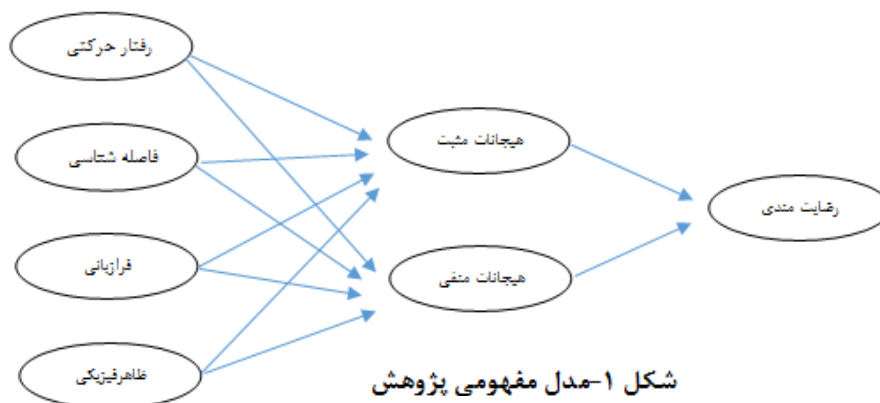 رفتار حرکتی
فاصله شناسی
فرازبانی
ظاهرفیزیکی
هیجانات مثبت
هیجانات منفی
رضایت مندی
شکل ۱-مدل مفهومی پژوهش